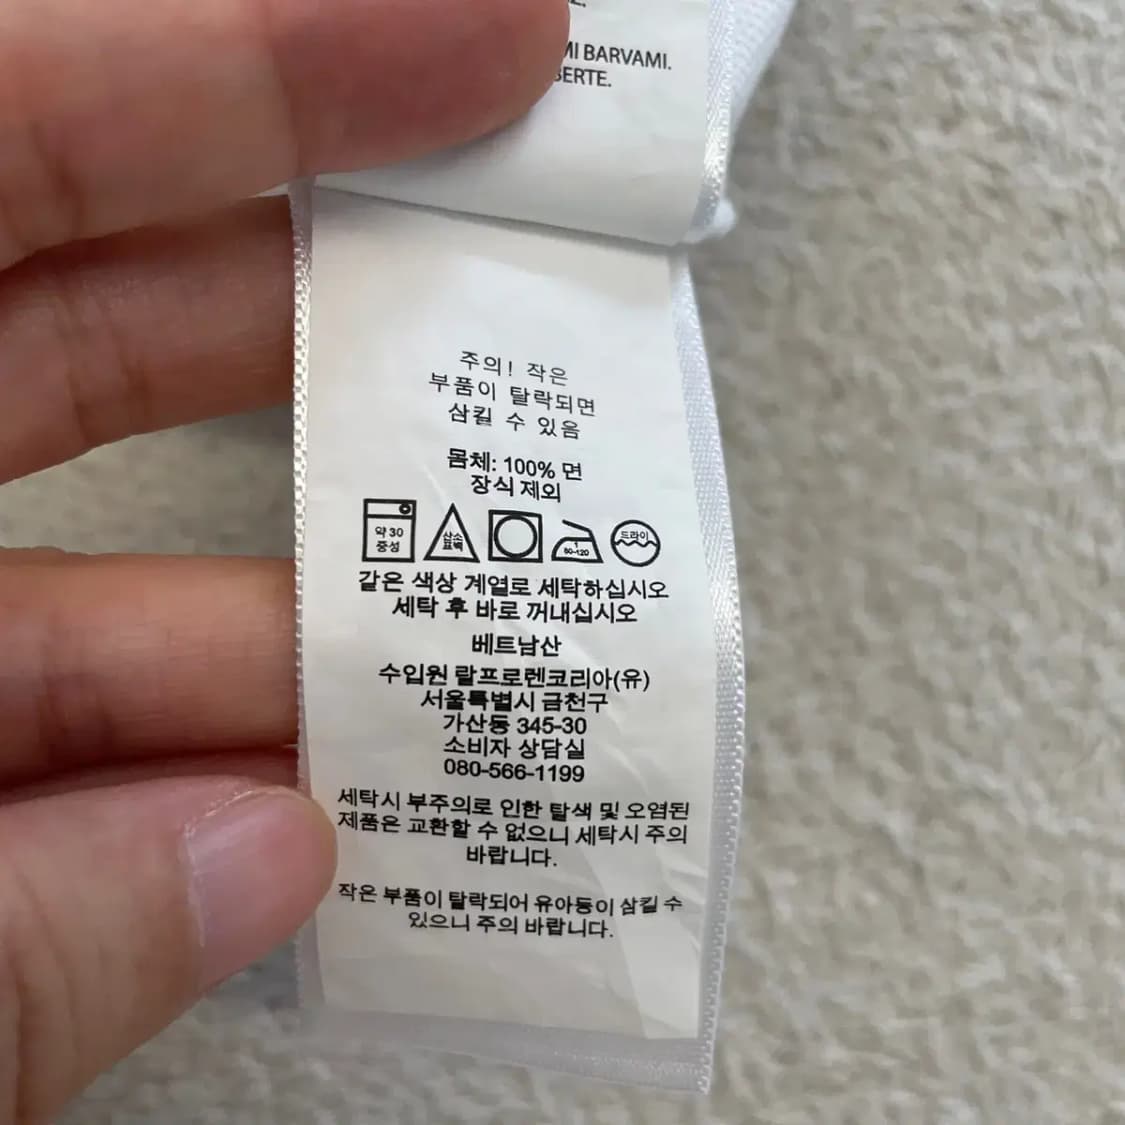 BARVAMI.
주의! 작은
부품이 탈락되면
삼킬 수 있음
몸체: 100% 면
장식 제외
약 30
중성
산소
표백
1
80-120
드라이
같은 색상 계열로 세탁하십시오
세탁 후 바로 꺼내십시오
베트남산
수입원 랄프로렌코리아(유)
서울특별시 금천구
가산동 345-30
소비자 상담실
080-566-1199
세탁시 부주의로 인한 탈색 및 오염된
제품은 교환할 수 없으니 세탁시 주의
바랍니다.
작은 부품이 탈락되어 유아등이 삼킬 수
있으니 주의 바랍니다.